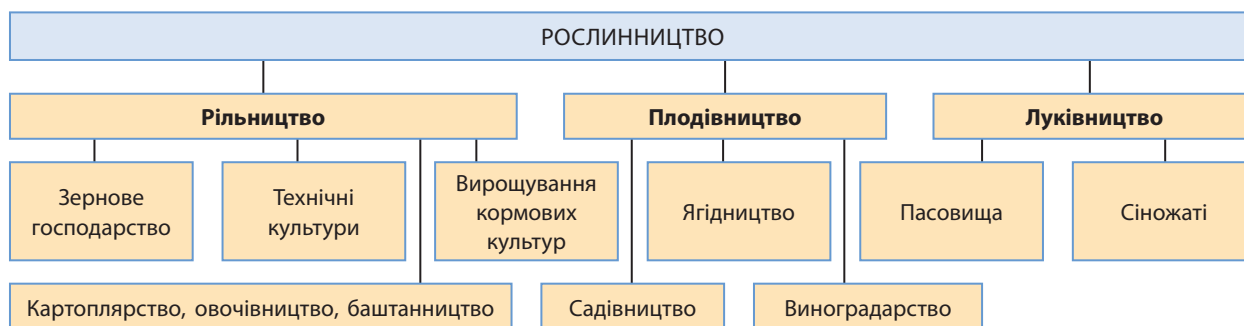 РОСЛИННИЦТВО
Рільництво
Плодівництво
Луківництво
Зернове
господарство
Технічні
культури
Вирощування
кормових
культур
Ягідництво
Пасовища
Сіножаті
Картоплярство, овочівництво, баштанництво
Садівництво
Виноградарство